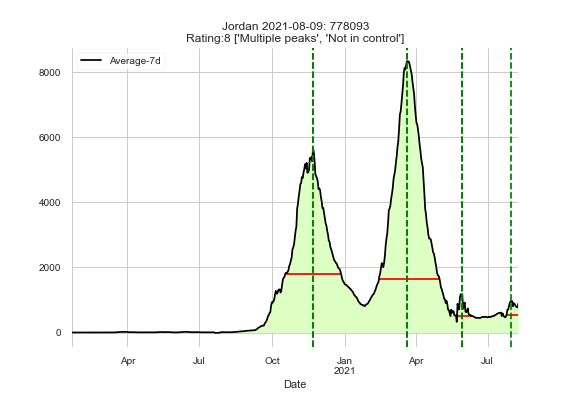 Jordan 2021-08-09: 778093
Rating:8 ['Multiple peaks', 'Not in control']
Average-7d
8000
6000
4000
2000
0
Apr
Jul
Oct
Jan
2021
Apr
Jul
Date